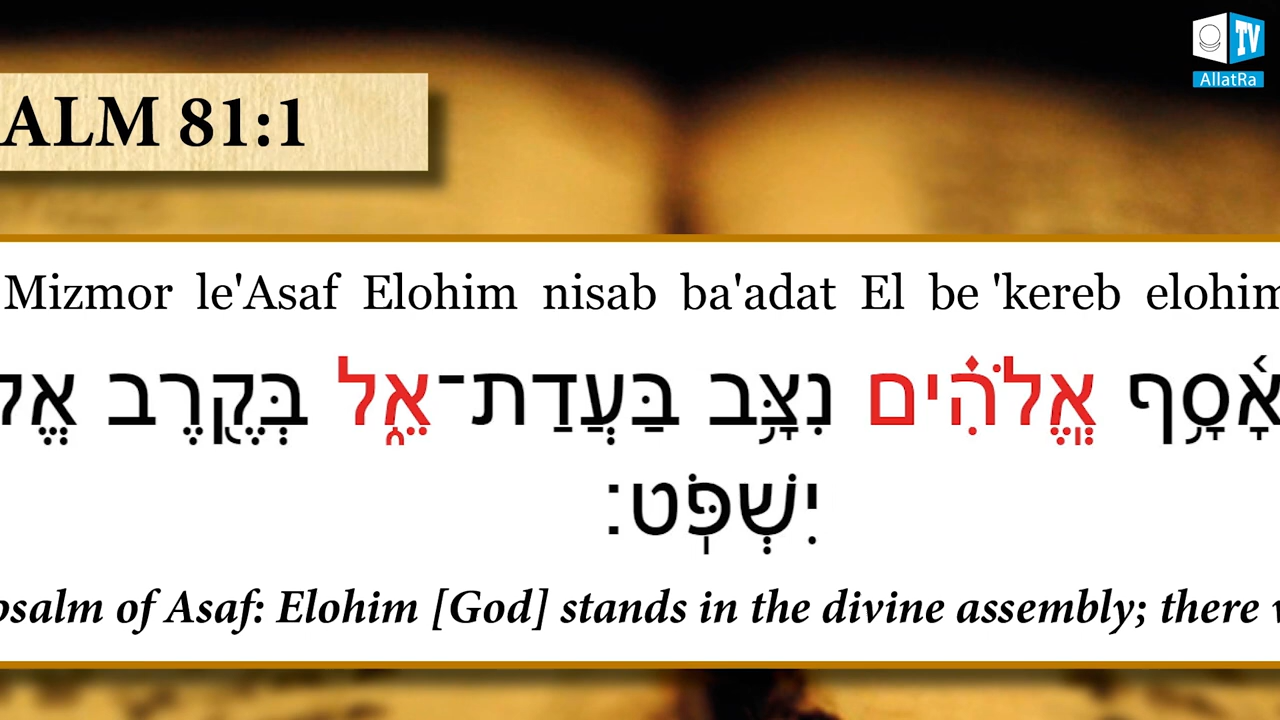 TV
AllatRa
ALM 81:1
Mizmor le'Asaf Elohim nisab ba'adat El be 'kereb elohim
אָ֫סָ֥ף אֱֽלֹהִ֗ים נִצָּ֥ב בַּעֲדַת־אֵ֑ל בְּקֶ֖רֶב אֱל
יִשְׁפֹּֽט׃
psalm of Asaf: Elohim [God] stands in the divine assembly; there